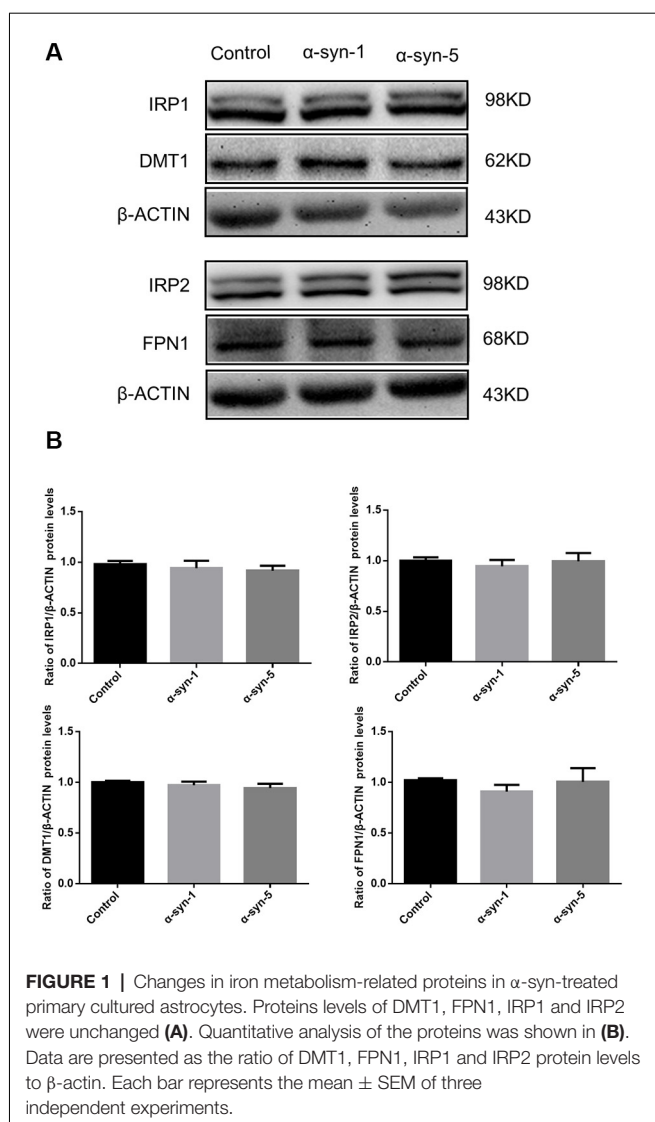 A
Control α-syn-1 α-syn-5
IRP1 98KD
DMT1 62KD
β-ACTIN 43KD
IRP2 98KD
FPN1 68KD
β-ACTIN 43KD
B
Ratio of IRP1/β-ACTIN protein levels
1.5
1.0
0.5
0.0
Control
α-syn-1
α-syn-5
Ratio of IRP2/β-ACTIN protein levels
1.5
1.0
0.5
0.0
Control
α-syn-1
α-syn-5
Ratio of DMT1/β-ACTIN protein levels
1.5
1.0
0.5
0.0
Control
α-syn-1
α-syn-5
Ratio of FPN1/β-ACTIN protein levels
1.5
1.0
0.5
0.0
Control
α-syn-1
α-syn-5
FIGURE 1 | Changes in iron metabolism-related proteins in α-syn-treated
primary cultured astrocytes. Proteins levels of DMT1, FPN1, IRP1 and IRP2
were unchanged (A). Quantitative analysis of the proteins was shown in (B).
Data are presented as the ratio of DMT1, FPN1, IRP1 and IRP2 protein levels
to β-actin. Each bar represents the mean ± SEM of three
independent experiments.